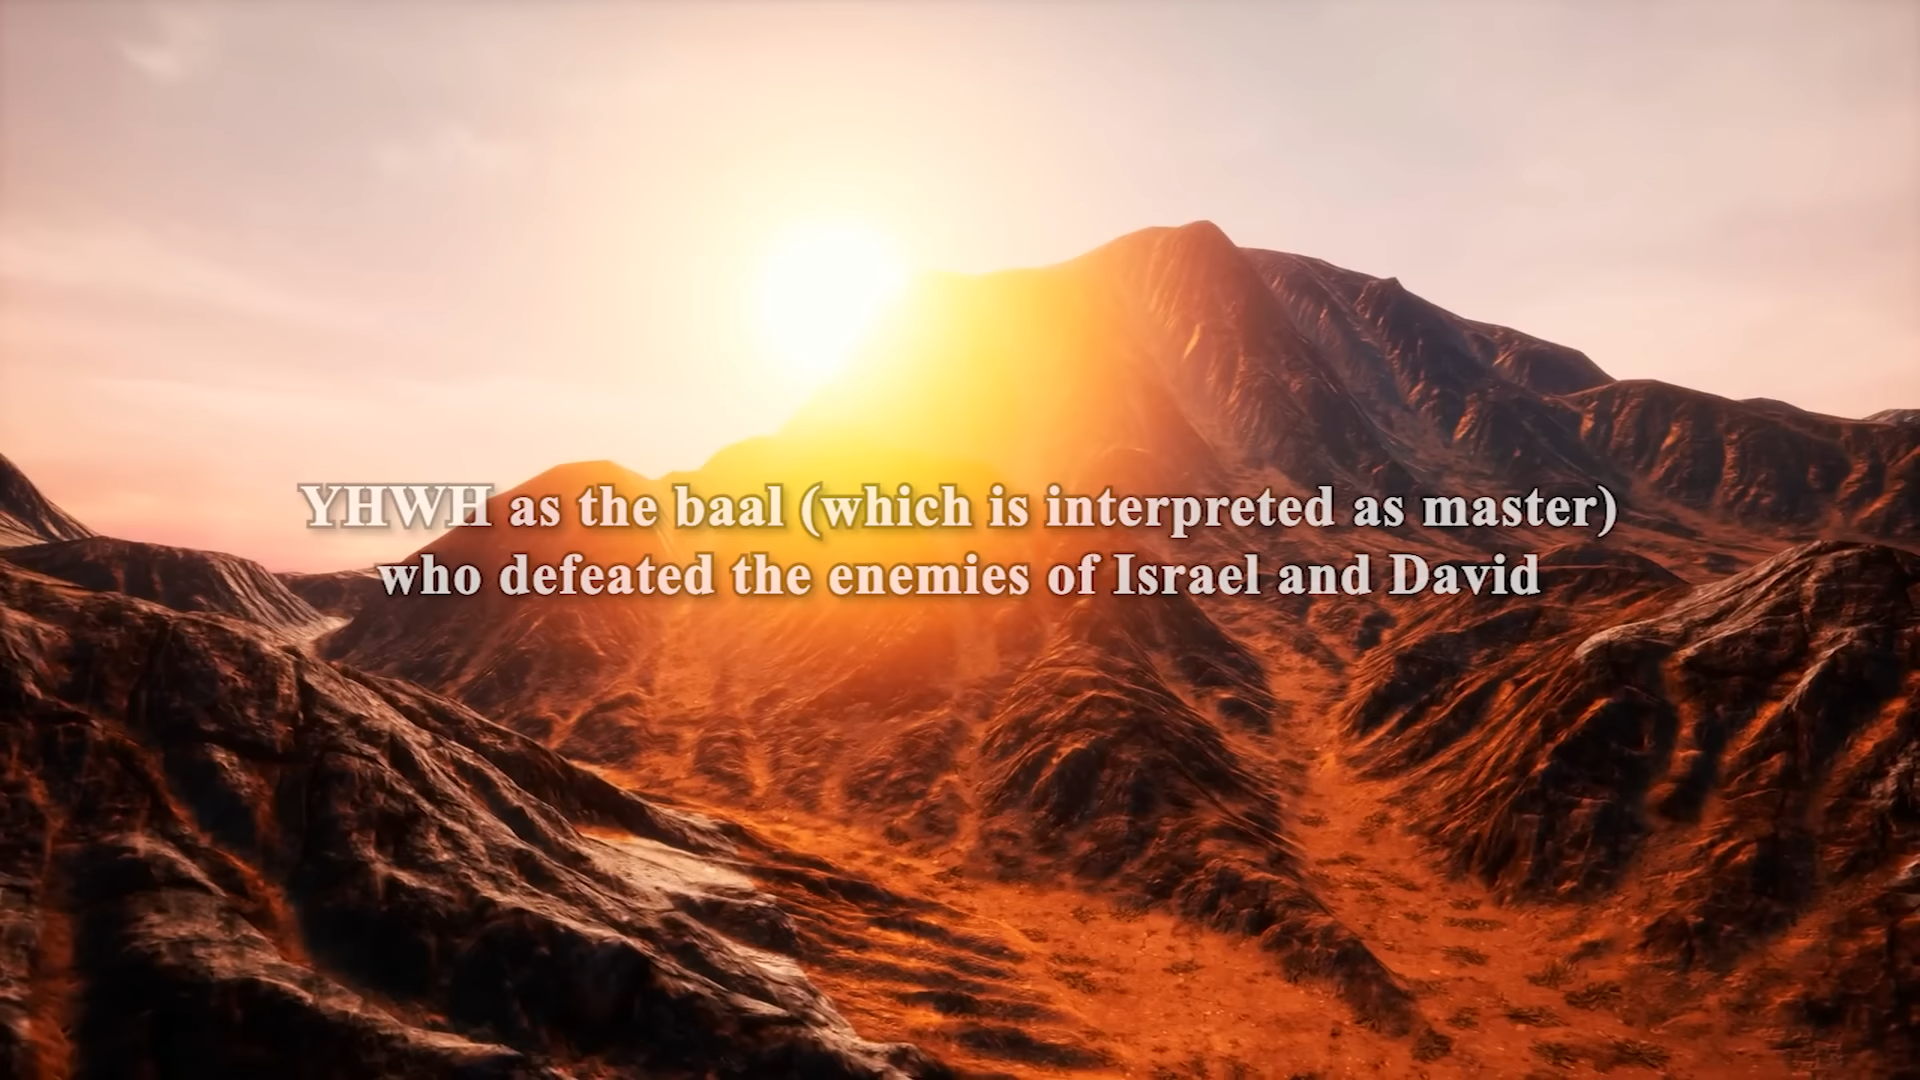 YHWH as the baal (which is interpreted as master)
who defeated the enemies of Israel and David